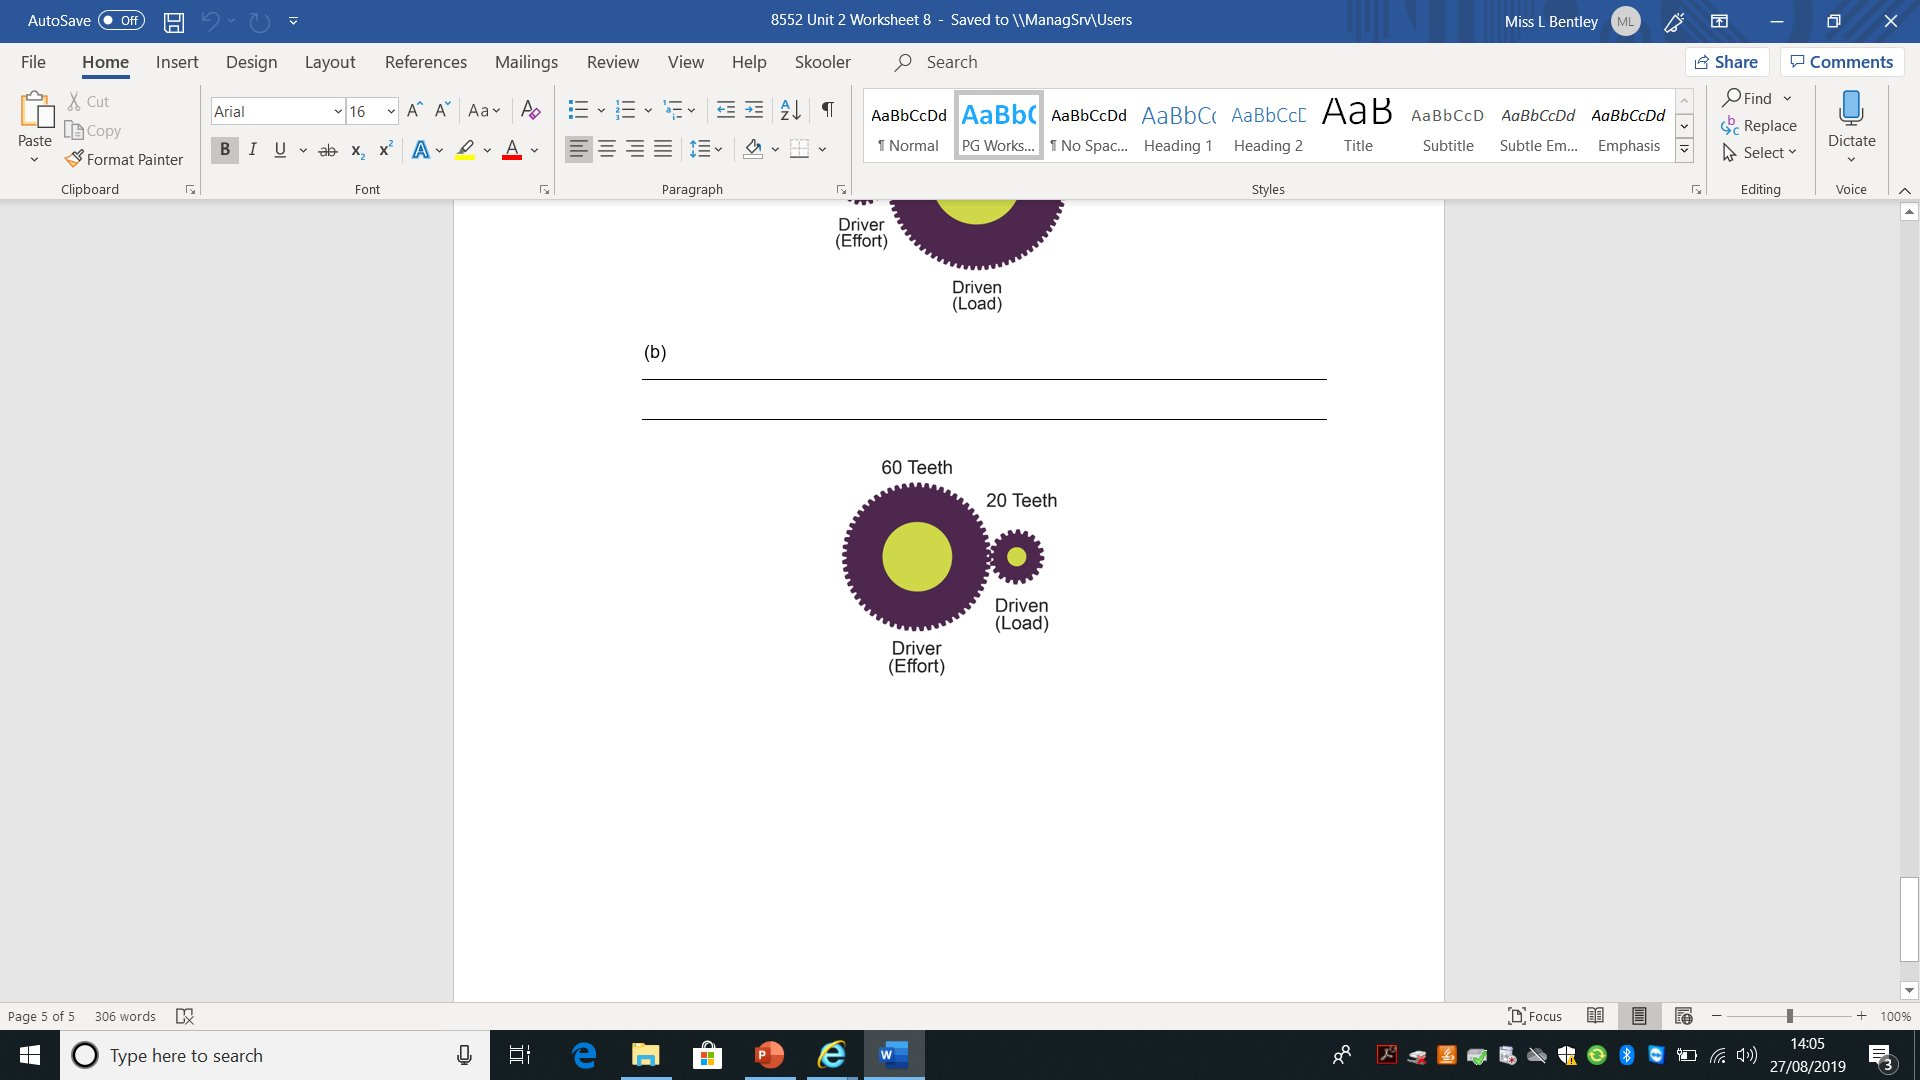 AutoSave Off
8552 Unit 2 Worksheet 8 - Saved to \\ManagSrv\Users
Miss L Bentley ML
File Home Insert Design Layout References Mailings Review View Help Skooler Search
Share Comments
Paste
Cut
Copy
Format Painter
Clipboard
Arial 16
Font
Paragraph
AaBbCcDd AaBbC AaBbCcDd AaBbCc AaBbCcE AaB AaBbCcD AaBbCcDd AaBbCcDd
¶ Normal PG Works... ¶ No Spac... Heading 1 Heading 2 Title Subtitle Subtle Em... Emphasis
Styles
Find
Replace
Select
Editing
Dictate
Voice
Driver
(Effort)
Driven
(Load)
(b)
60 Teeth
20 Teeth
Driven
(Load)
Driver
(Effort)
Page 5 of 5 306 words
Focus
100%
Type here to search
14:05
27/08/2019
3